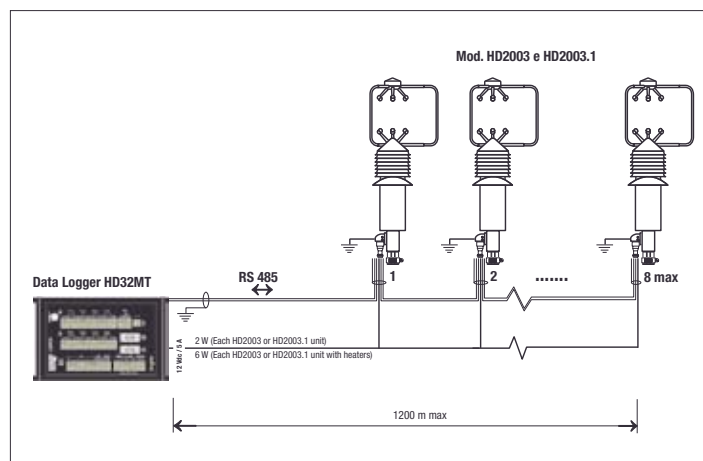 Mod. HD2003 e HD2003.1
1
2
.......
8 max
Data Logger HD32MT
RS 485
12 Vdc / 5 A
2 W (Each HD2003 or HD2003.1 unit)
6 W (Each HD2003 or HD2003.1 unit with heaters)
1200 m max